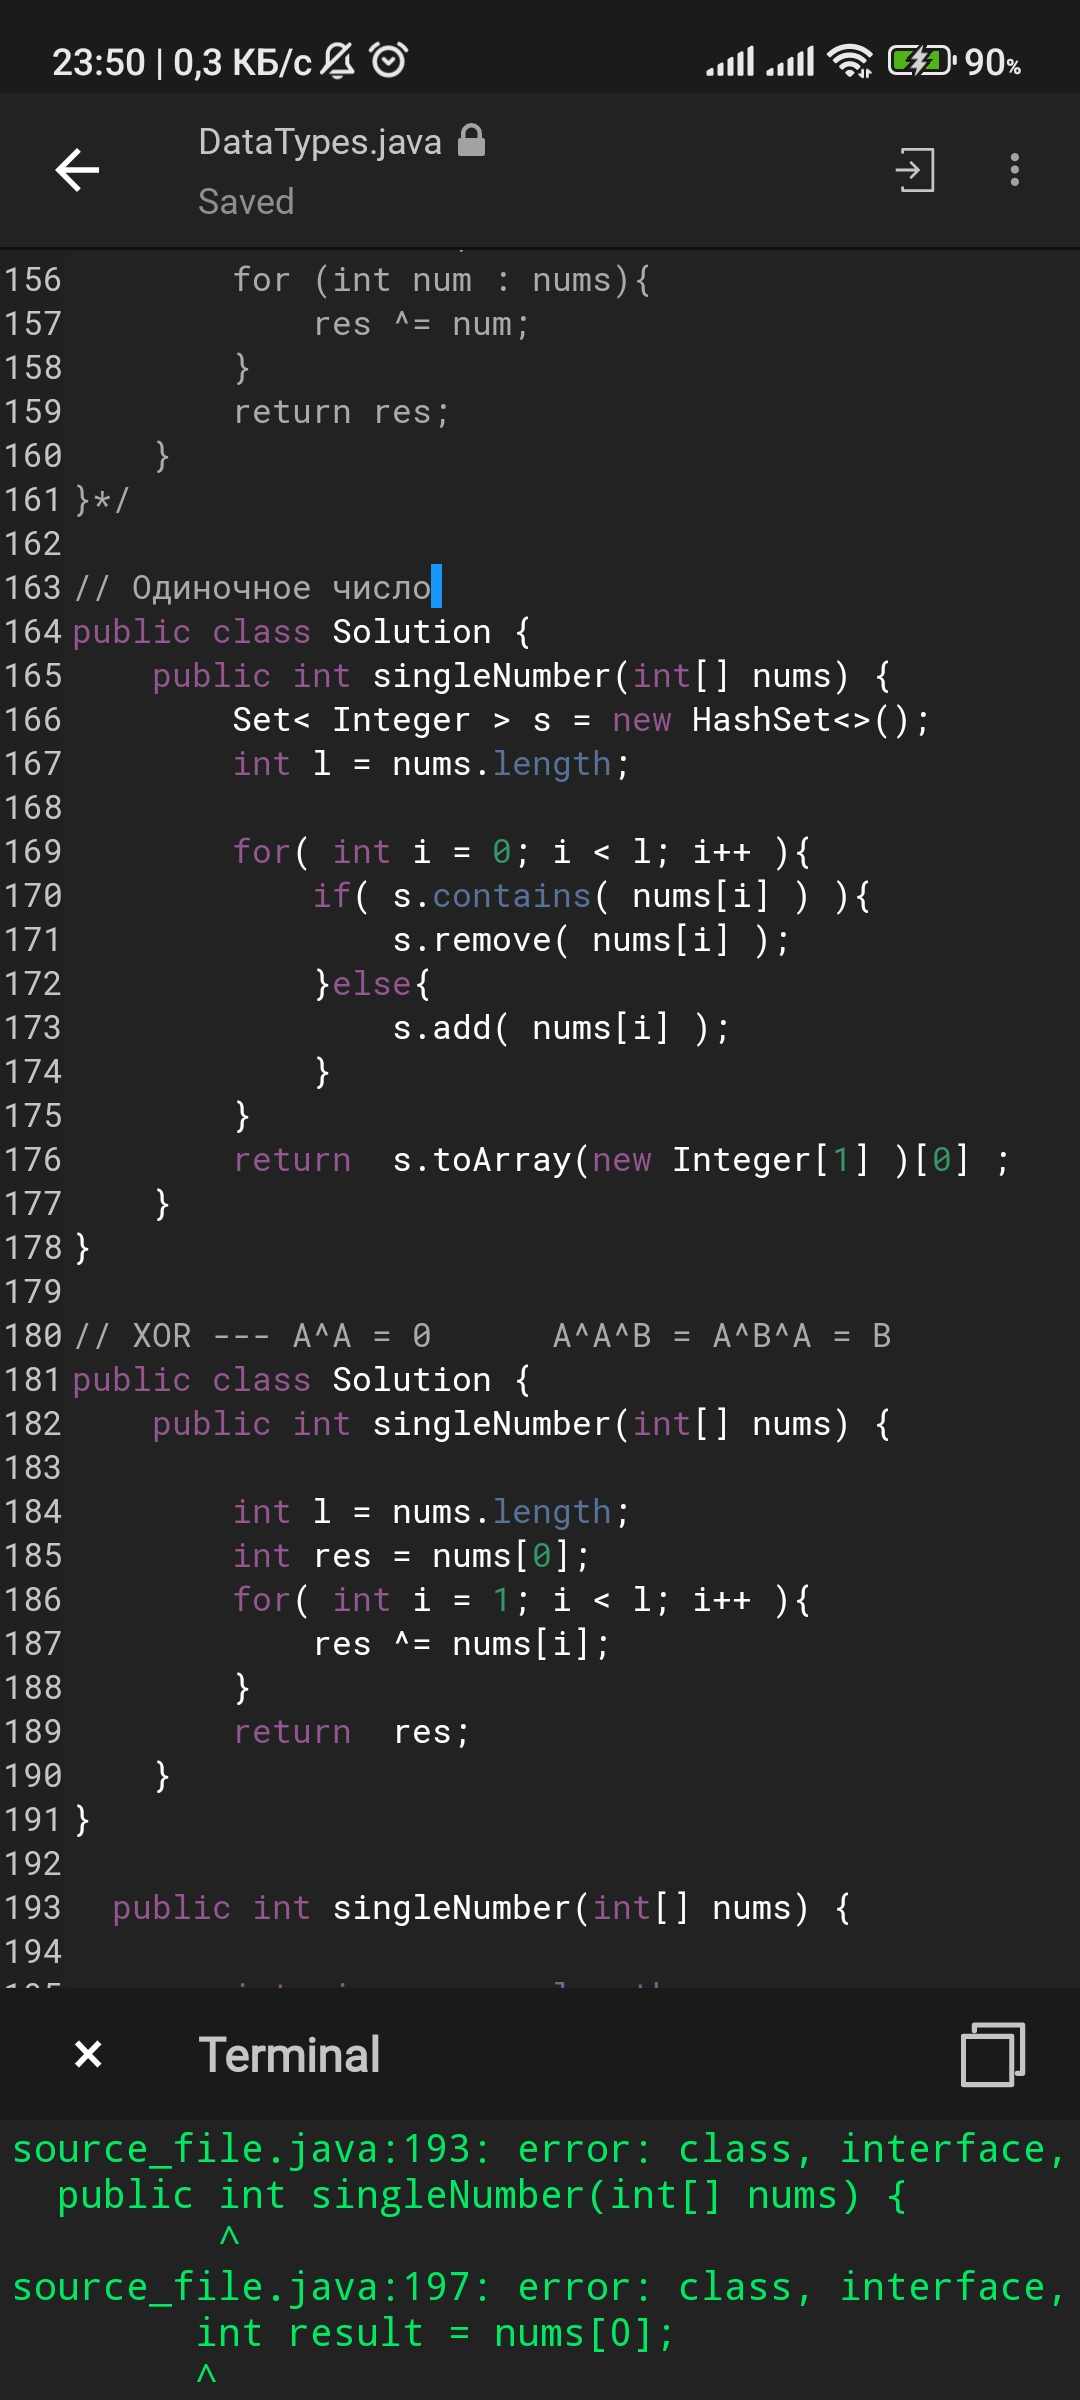 23:50 | 0,3 КБ/с 90%
DataTypes.java
Saved
156 for (int num : nums){
157 res ^= num;
158 }
159 return res;
160 }
161 }*/
162
163 // Одиночное число
164 public class Solution {
165 public int singleNumber(int[] nums) {
166 Set< Integer > s = new HashSet<>();
167 int l = nums.length;
168
169 for( int i = 0; i < l; i++ ){
170 if( s.contains( nums[i] ) ){
171 s.remove( nums[i] );
172 }else{
173 s.add( nums[i] );
174 }
175 }
176 return  s.toArray(new Integer[1] )[0] ;
177 }
178 }
179
180 // XOR --- A^A = 0      A^A^B = A^B^A = B
181 public class Solution {
182 public int singleNumber(int[] nums) {
183
184 int l = nums.length;
185 int res = nums[0];
186 for( int i = 1; i < l; i++ ){
187 res ^= nums[i];
188 }
189 return  res;
190 }
191 }
192
193 public int singleNumber(int[] nums) {
194
Terminal
source_file.java:193: error: class, interface,
public int singleNumber(int[] nums) {
^
source_file.java:197: error: class, interface,
int result = nums[0];
^